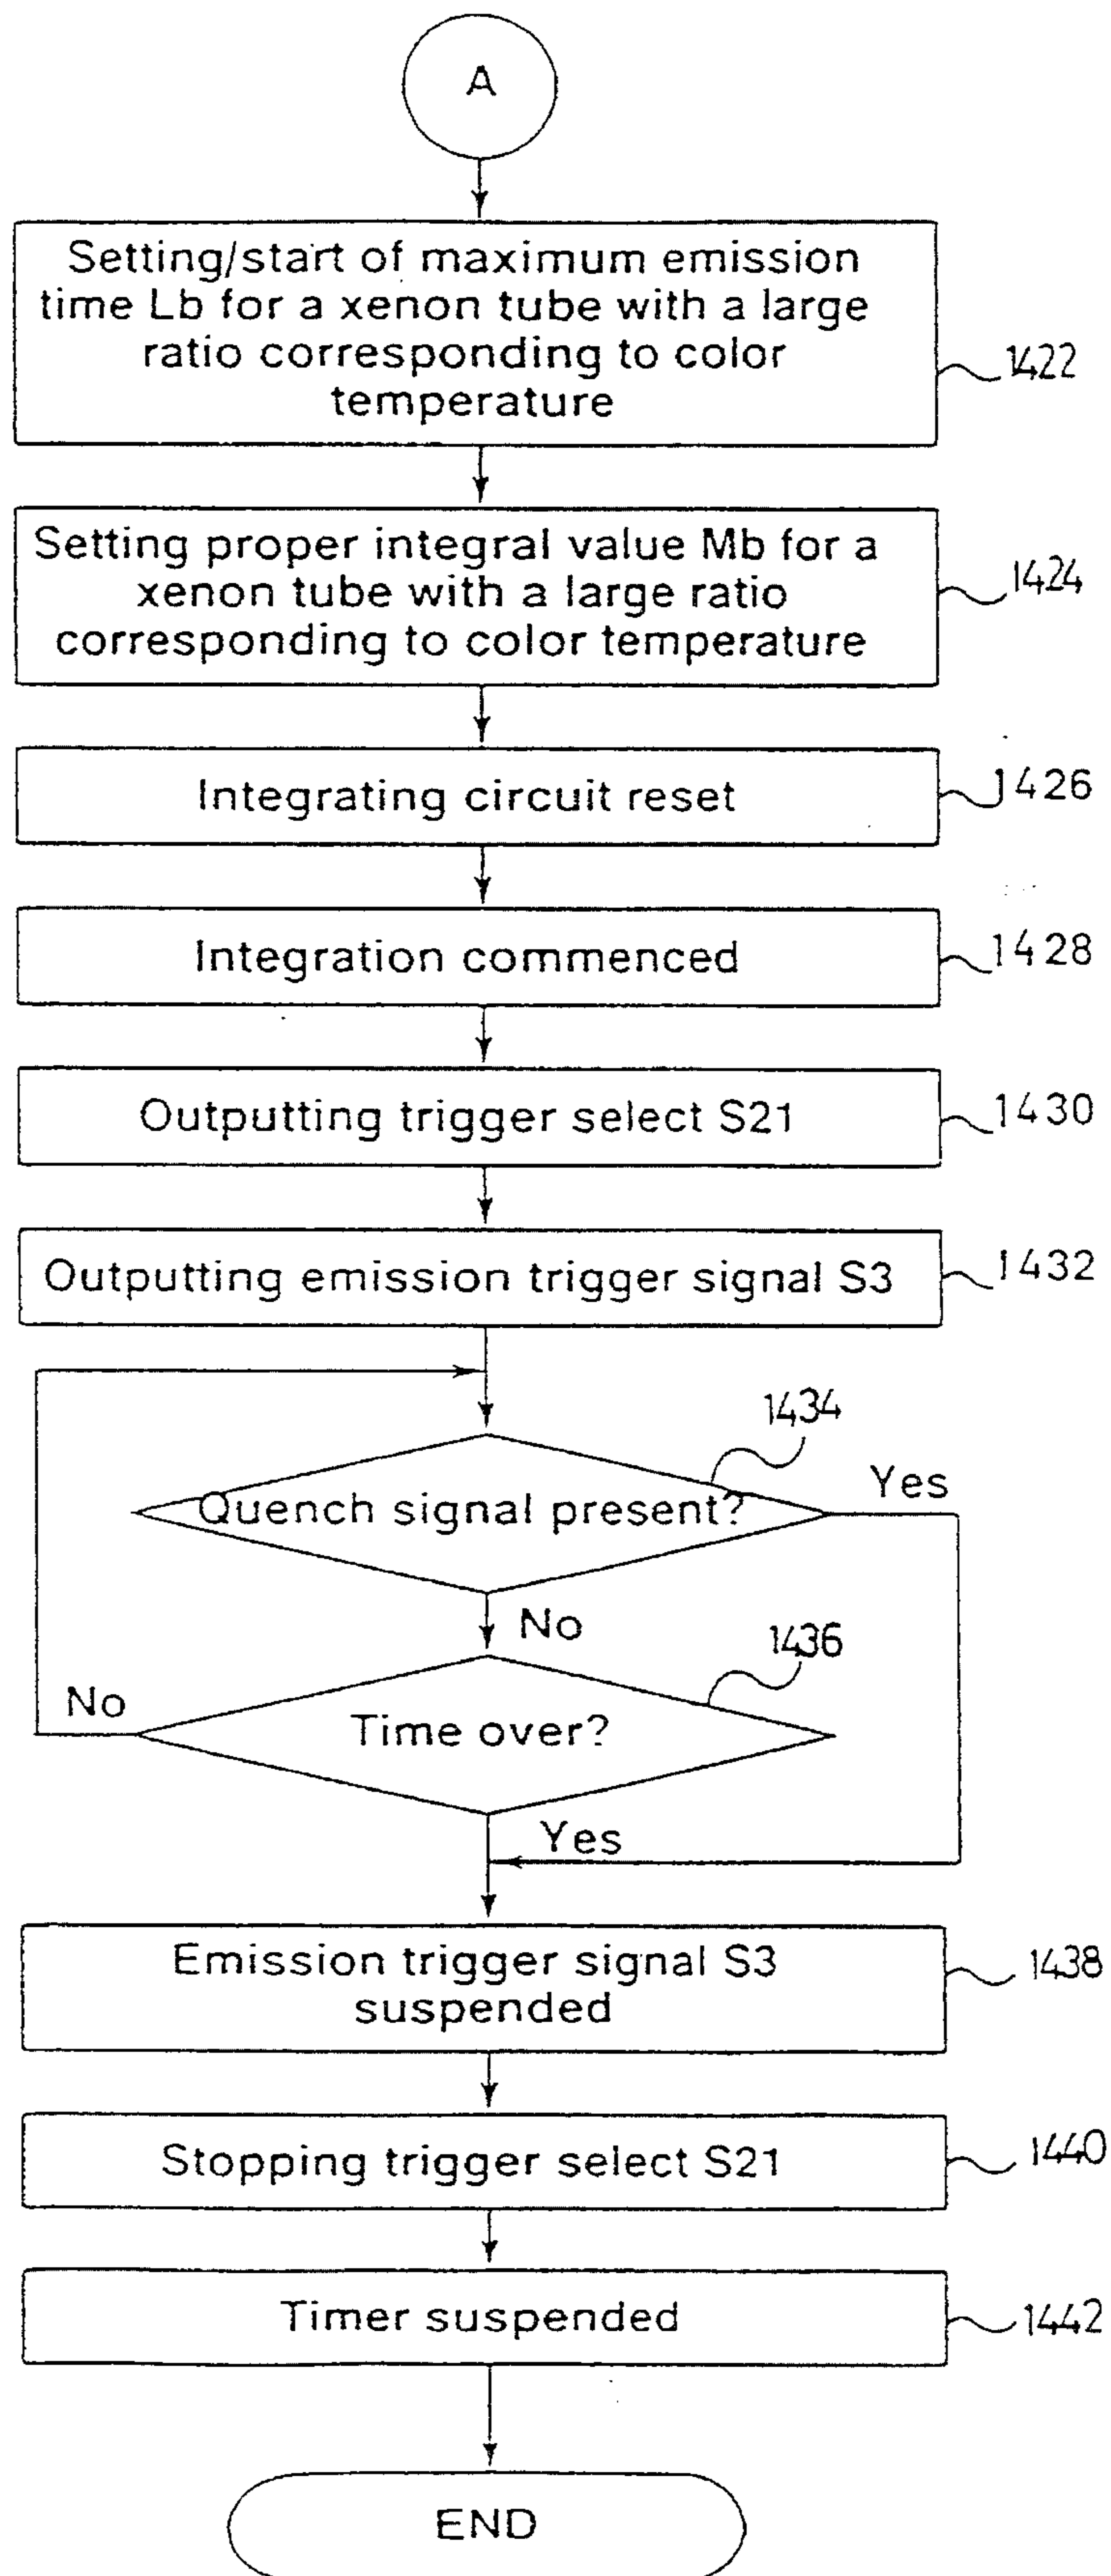 A
Setting/start of maximum emission
time Lb for a xenon tube with a large
ratio corresponding to color
temperature
1422
Setting proper integral value Mb for a
xenon tube with a large ratio
corresponding to color temperature
1424
Integrating circuit reset
1426
Integration commenced
1428
Outputting trigger select S21
1430
Outputting emission trigger signal S3
1432
1434
Quench signal present?
Yes
No
1436
No
Time over?
Yes
Emission trigger signal S3
suspended
1438
Stopping trigger select S21
1440
Timer suspended
1442
END